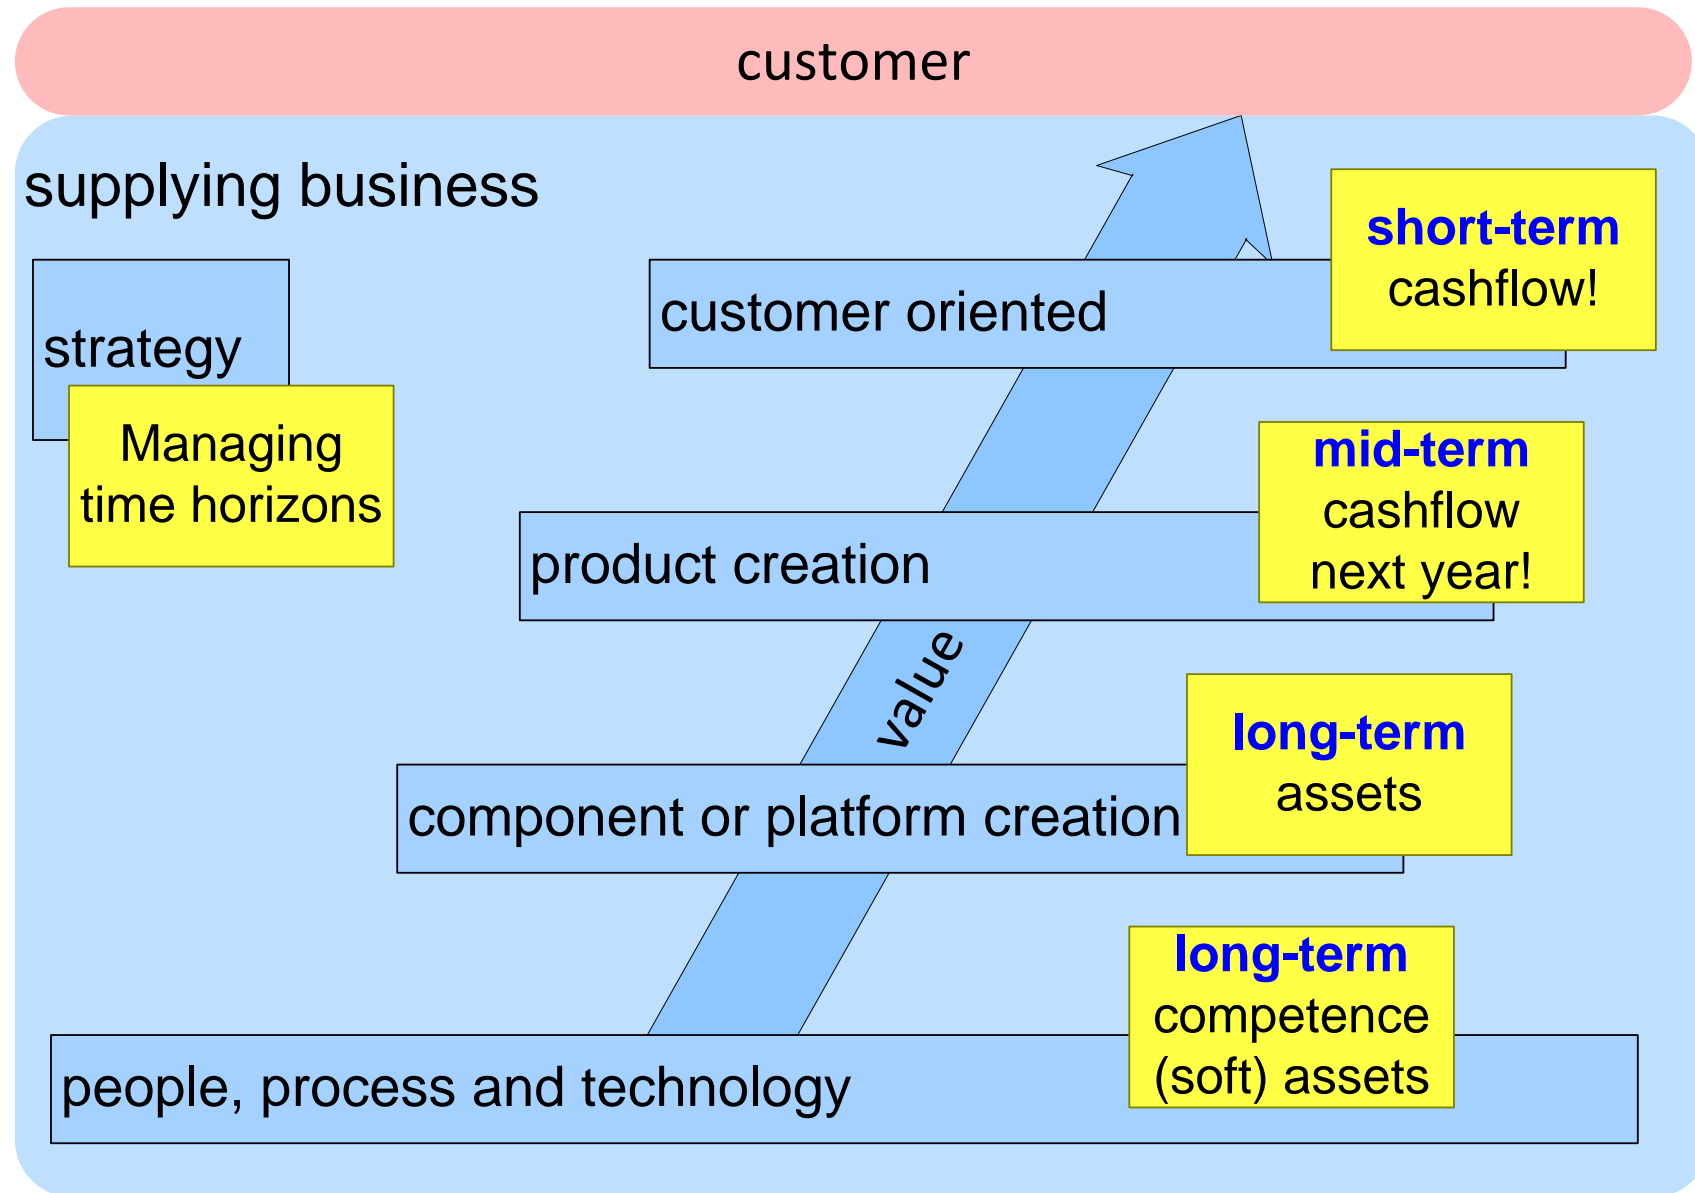 customer
supplying business
strategy
Managing
time horizons
customer oriented
short-term
cashflow!
product creation
mid-term
cashflow
next year!
value
component or platform creation
long-term
assets
people, process and technology
long-term
competence
(soft) assets